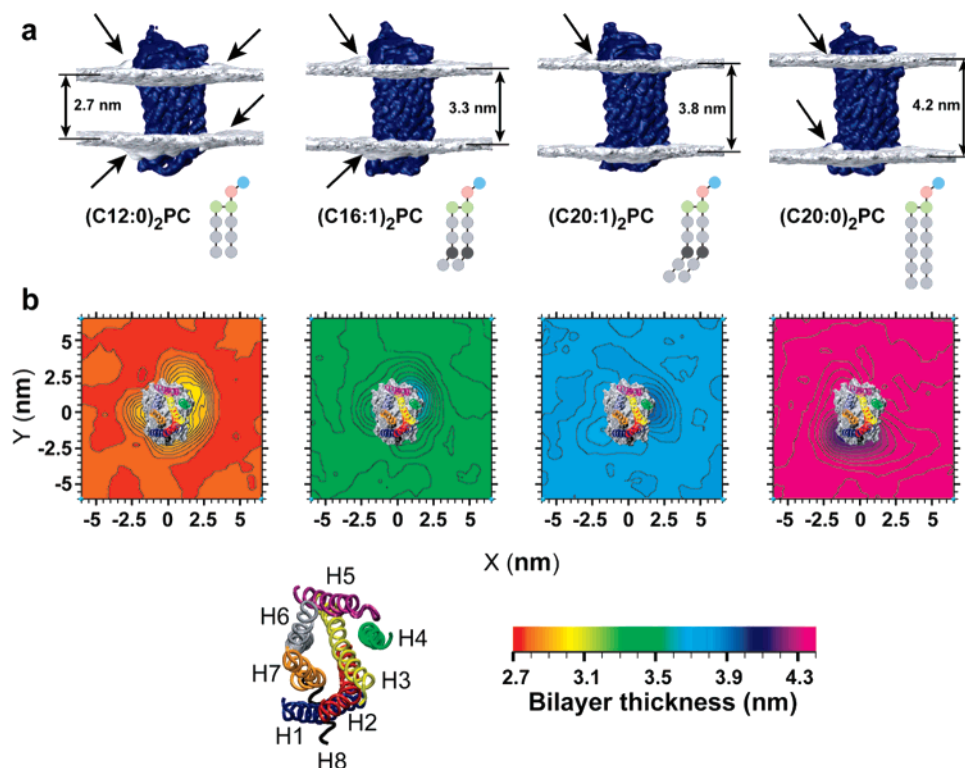 a
2.7 nm
3.3 nm
3.8 nm
4.2 nm
(C12:0)2PC
(C16:1)2PC
(C20:1)2PC
(C20:0)2PC
b
Y (nm)
5
2.5
0
-2.5
-5
-5 -2.5 0 2.5 5
-5 -2.5 0 2.5 5
-5 -2.5 0 2.5 5
-5 -2.5 0 2.5 5
X (nm)
H5
H6
H4
H7
H3
H2
H1
H8
2.7 3.1 3.5 3.9 4.3
Bilayer thickness (nm)